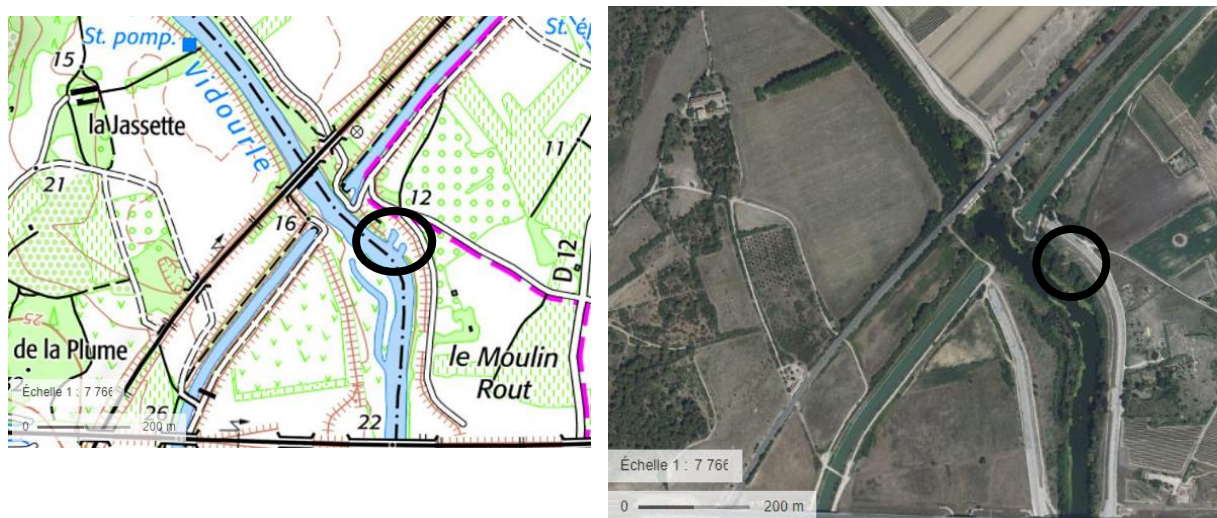 St. pomp.
St. ép
15
Vidourle
la Jassette
11
21
12
16
D 12
25
de la Plume
le Moulin
Rout
Échelle 1 : 7 766
26
22
0 200 m
Échelle 1 : 7 766
0 200 m